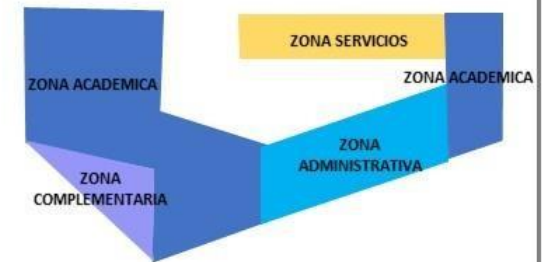 ZONA SERVICIOS
ZONA ACADEMICA
ZONA ACADEMICA
ZONA
ADMINISTRATIVA
ZONA
COMPLEMENTARIA